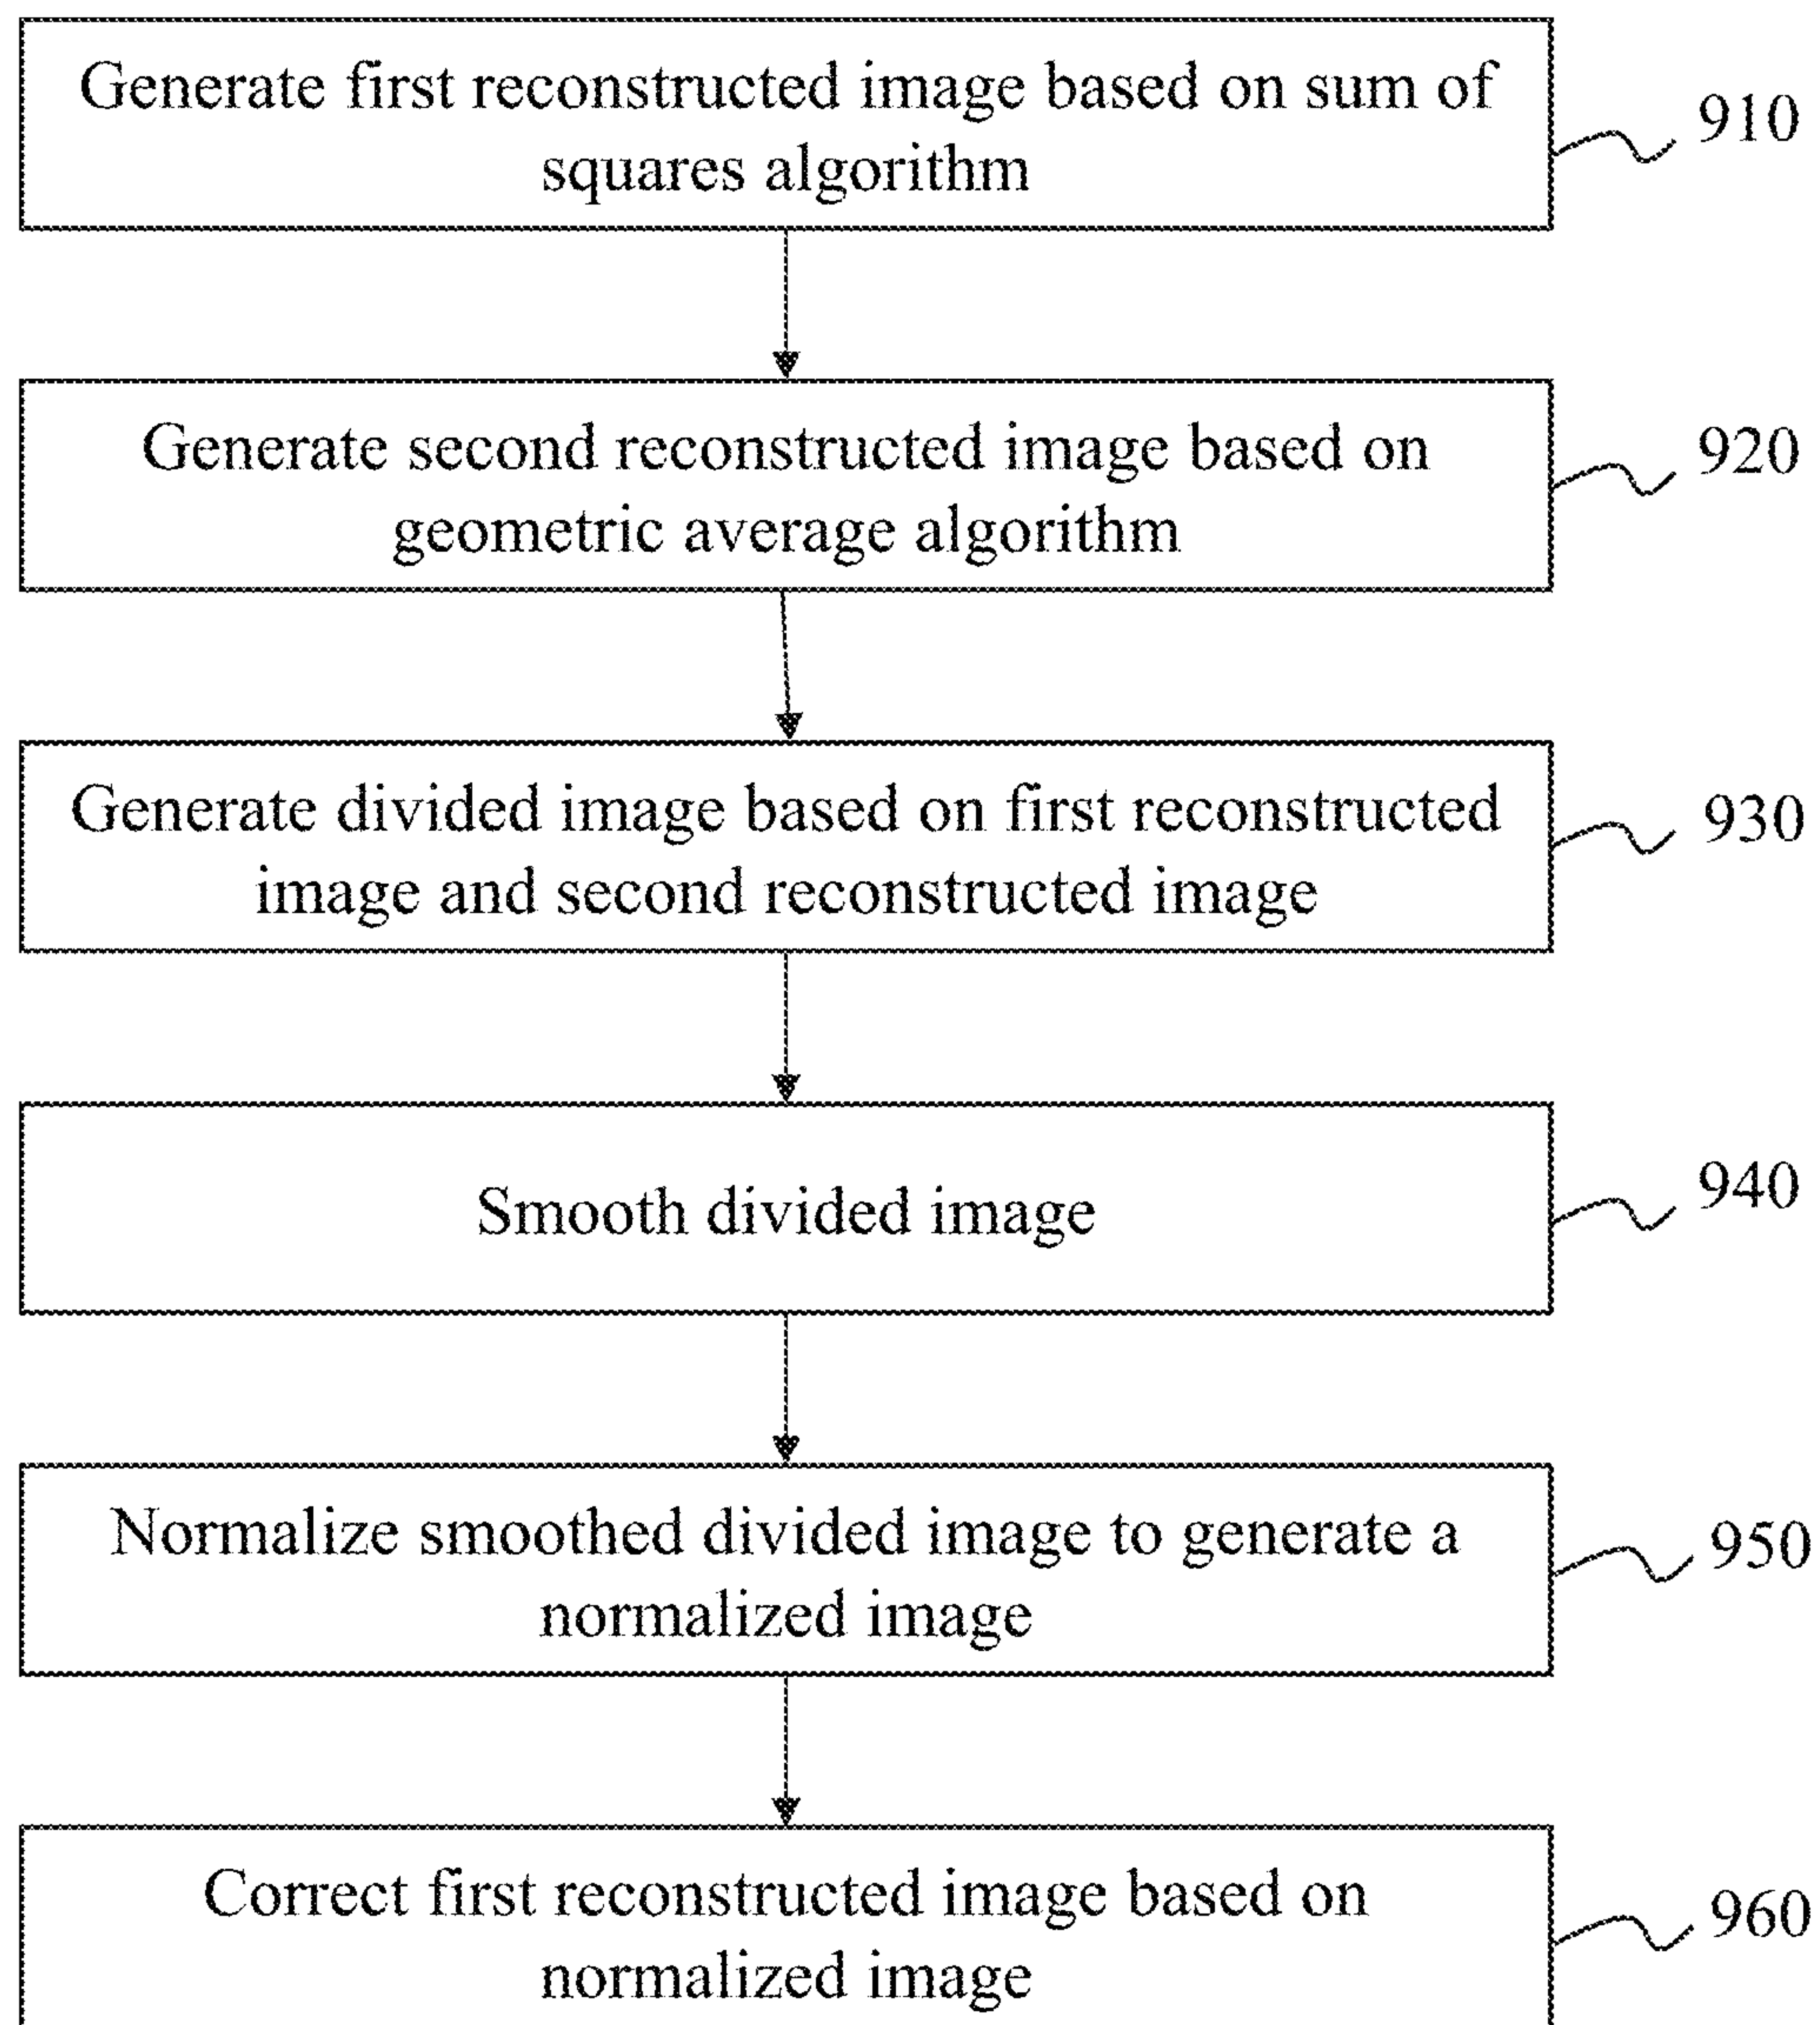 Generate first reconstructed image based on sum of
squares algorithm
910
Generate second reconstructed image based on
geometric average algorithm
920
Generate divided image based on first reconstructed
image and second reconstructed image
930
Smooth divided image
940
Normalize smoothed divided image to generate a
normalized image
950
Correct first reconstructed image based on
normalized image
960